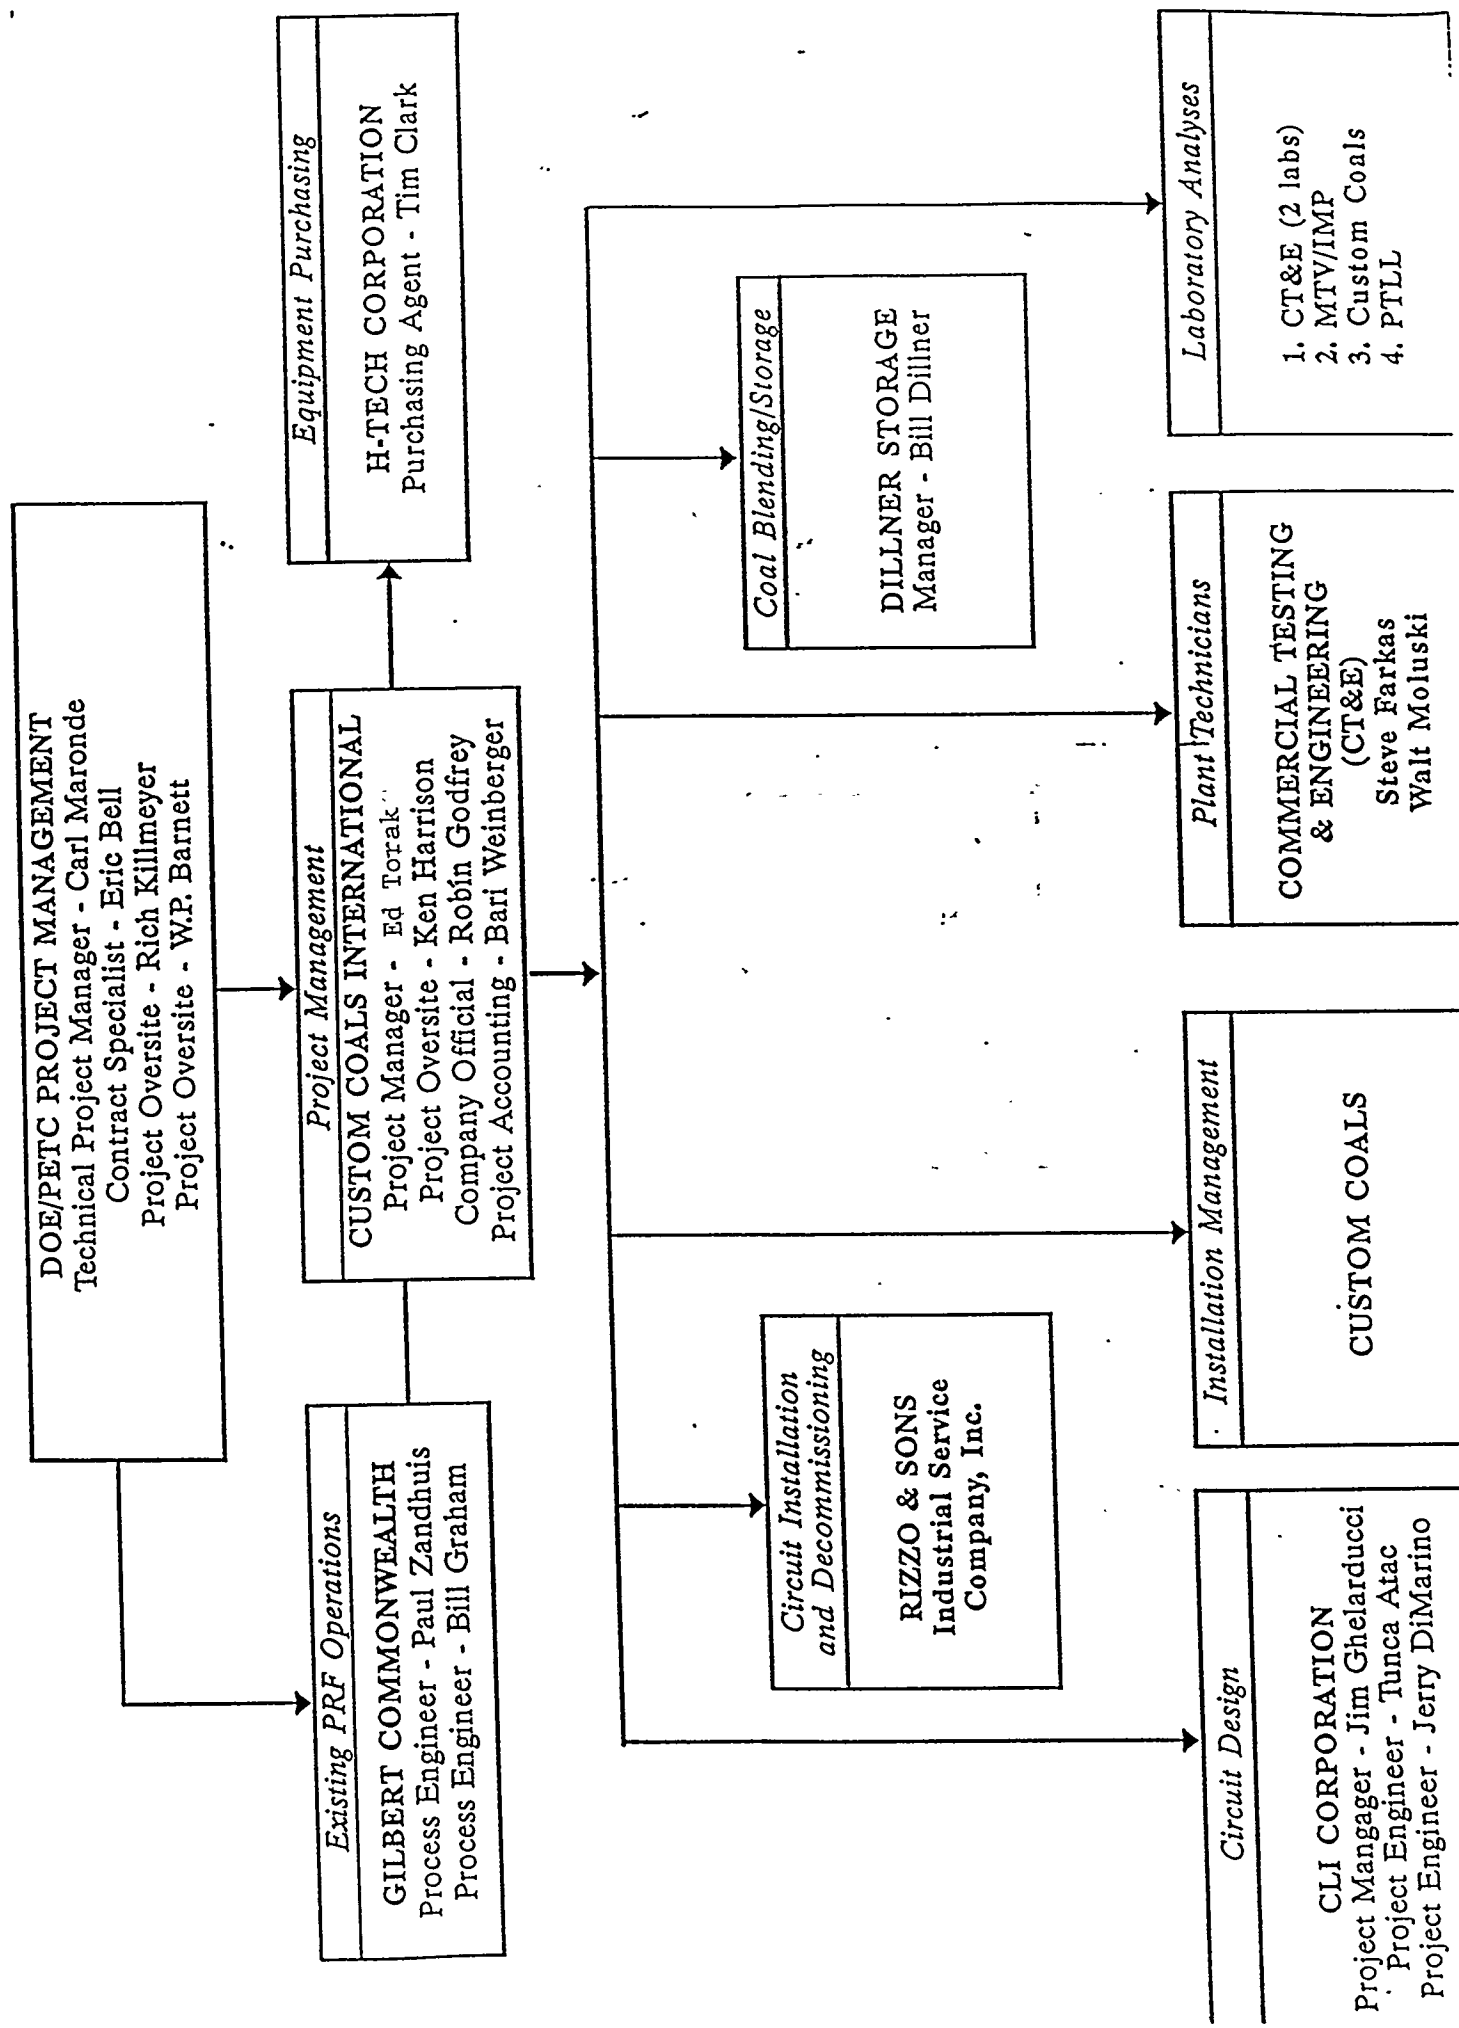 DOE/PETC PROJECT MANAGEMENT
Technical Project Manager - Carl Maronde
Contract Specialist - Eric Bell
Project Oversite - Rich Killmeyer
Project Oversite - W.P. Barnett
Existing PRF Operations
GILBERT COMMONWEALTH
Process Engineer - Paul Zandhuis
Process Engineer - Bill Graham
Project Management
CUSTOM COALS INTERNATIONAL
Project Manager - Ed Torak
Project Oversite - Ken Harrison
Company Official - Robin Godfrey
Project Accounting - Bari Weinberger
Equipment Purchasing
H-TECH CORPORATION
Purchasing Agent - Tim Clark
Circuit Installation
and Decommissioning
RIZZO & SONS
Industrial Service
Company, Inc.
Coal Blending/Storage
DILLNER STORAGE
Manager - Bill Dillner
Circuit Design
CLI CORPORATION
Project Mangager - Jim Ghelarducci
Project Engineer - Tunca Atac
Project Engineer - Jerry DiMarino
Installation Management
CUSTOM COALS
Plant Technicians
COMMERCIAL TESTING
& ENGINEERING
(CT&E)
Steve Farkas
Walt Moluski
Laboratory Analyses
1. CT&E (2 labs)
2. MTV/IMP
3. Custom Coals
4. PTLL